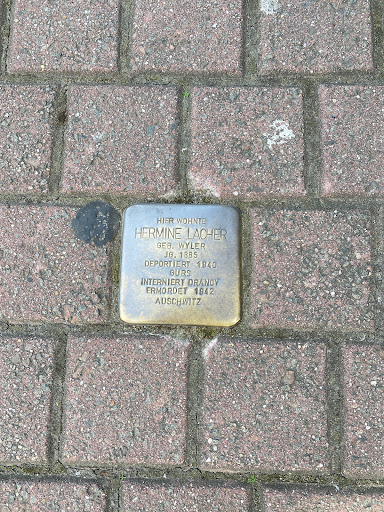 HIER WOHNTE
HERMINE LACHER
GEB. WYLER
JG. 1885
DEPORTIERT 1940
GURS
INTERNIERT DRANCY
ERMORDET 1942
AUSCHWITZ